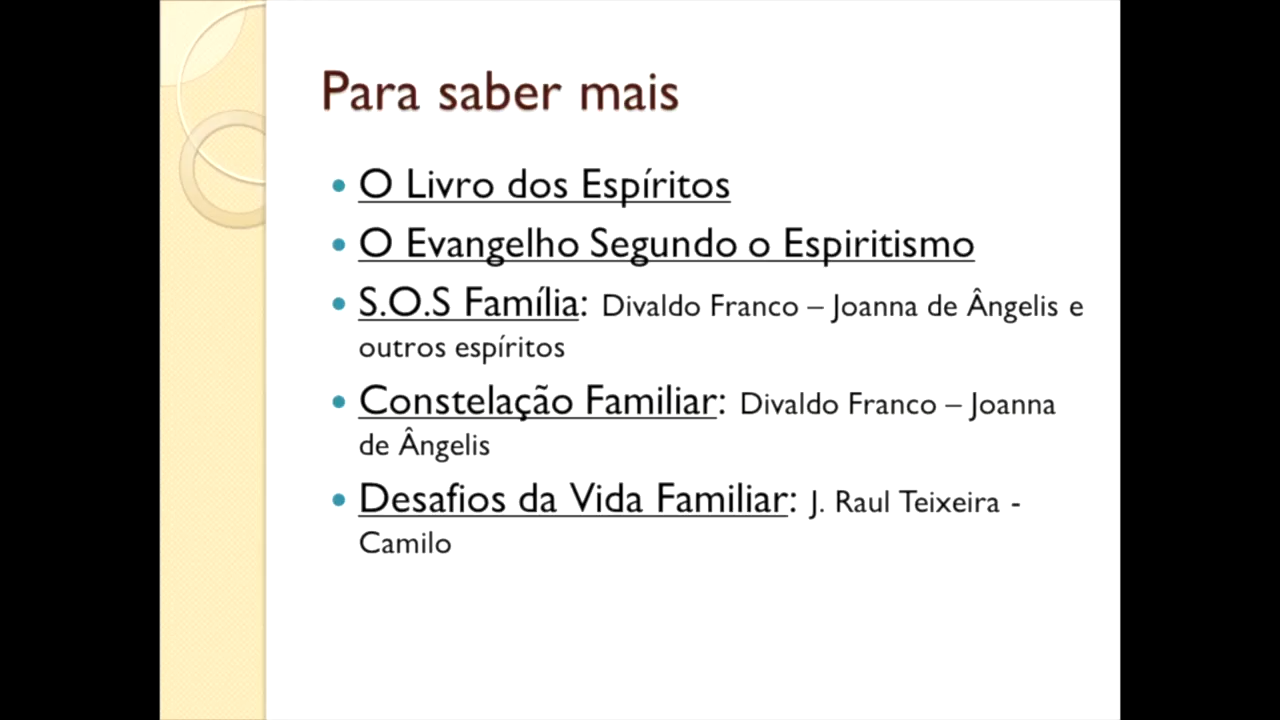 Para saber mais
• O Livro dos Espíritos
• O Evangelho Segundo o Espiritismo
• S.O.S Família: Divaldo Franco – Joanna de Ângelis e
outros espíritos
• Constelação Familiar: Divaldo Franco – Joanna
de Ângelis
• Desafios da Vida Familiar: J. Raul Teixeira -
Camilo